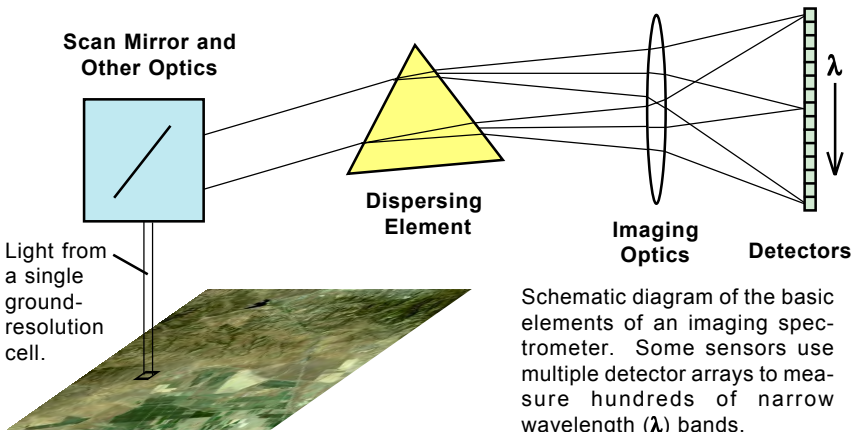 Scan Mirror and
Other Optics
λ
Dispersing
Element
Imaging
Optics
Detectors
Light from
a single
ground-
resolution
cell.
Schematic diagram of the basic
elements of an imaging spec-
trometer. Some sensors use
multiple detector arrays to mea-
sure hundreds of narrow
wavelength (λ) bands.